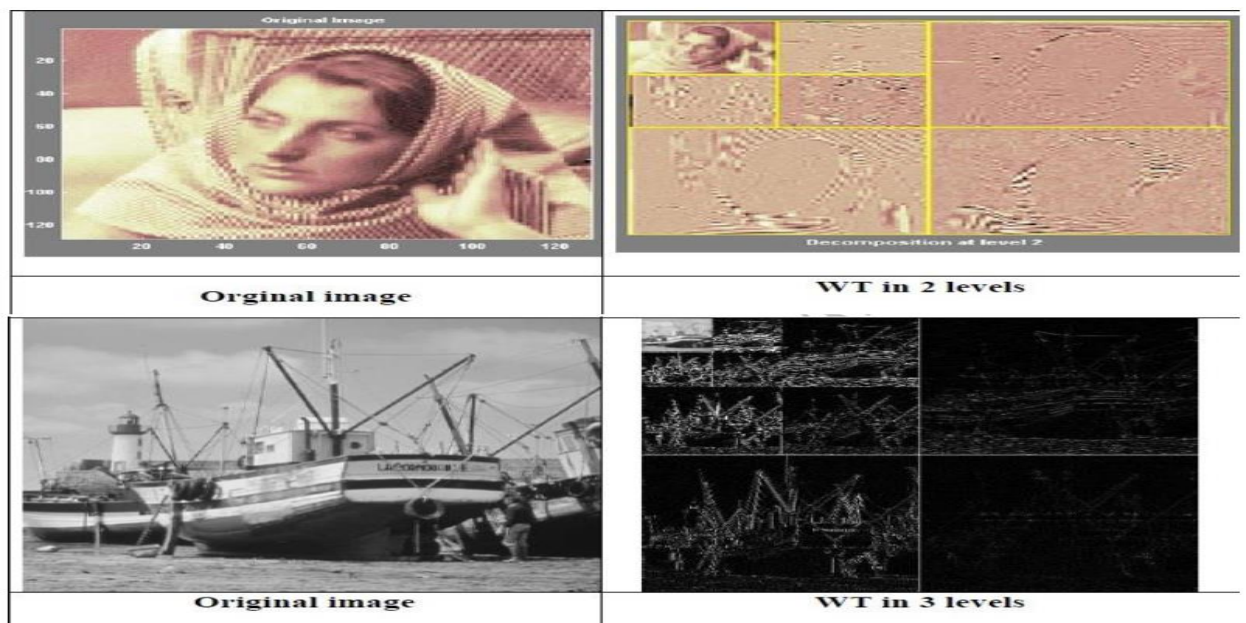 Original Image
20
40
60
80
100
120
20 40 60 80 100 120
Decomposition at level 2
Orginal image
WT in 2 levels
Original image
WT in 3 levels